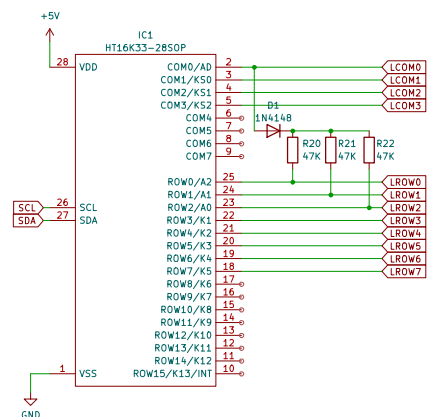 +5V
IC1
HT16K33-28SOP
28 VDD COM0/AD 2 LCOM0
COM1/KS0 3 LCOM1
COM2/KS1 4 LCOM2
COM3/KS2 5 LCOM3
COM4 6
COM5 7
COM6 8
COM7 9
D1
1N4148
R20 R21 R22
47K 47K 47K
ROW0/A2 25 LROW0
ROW1/A1 24 LROW1
SCL 26 SCL ROW2/A0 23 LROW2
SDA 27 SDA ROW3/K1 22 LROW3
ROW4/K2 21 LROW4
ROW5/K3 20 LROW5
ROW6/K4 19 LROW6
ROW7/K5 18 LROW7
ROW8/K6 17
ROW9/K7 16
ROW10/K8 15
ROW11/K9 14
ROW12/K10 13
ROW13/K11 12
ROW14/K12 11
1 VSS ROW15/K13/INT 10
GND